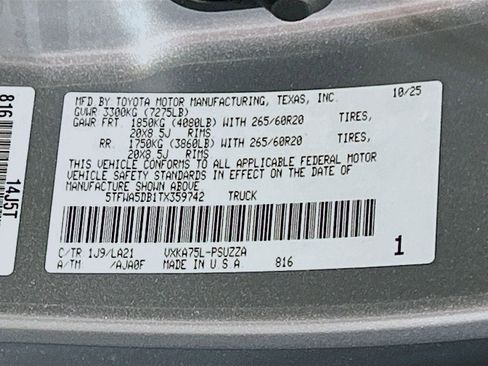 MFD. BY TOYOTA MOTOR MANUFACTURING, TEXAS, INC. 10/25
GVWR 3300KG (7275LB)
GAWR FRT. 1850KG (4080LB) WITH 265/60R20 TIRES,
20X8.5J RIMS
RR. 1750KG (3860LB) WITH 265/60R20 TIRES,
20X8.5J RIMS
THIS VEHICLE CONFORMS TO ALL APPLICABLE FEDERAL MOTOR
VEHICLE SAFETY STANDARDS IN EFFECT ON THE DATE OF
MANUFACTURE SHOWN ABOVE.
5TFWA5DB1TX359742 TRUCK
C/TR 1J9/LA21 VXKA75L-PSUZZA 1
A/TM /AJA0F MADE IN U.S.A. 816
816
14J5T